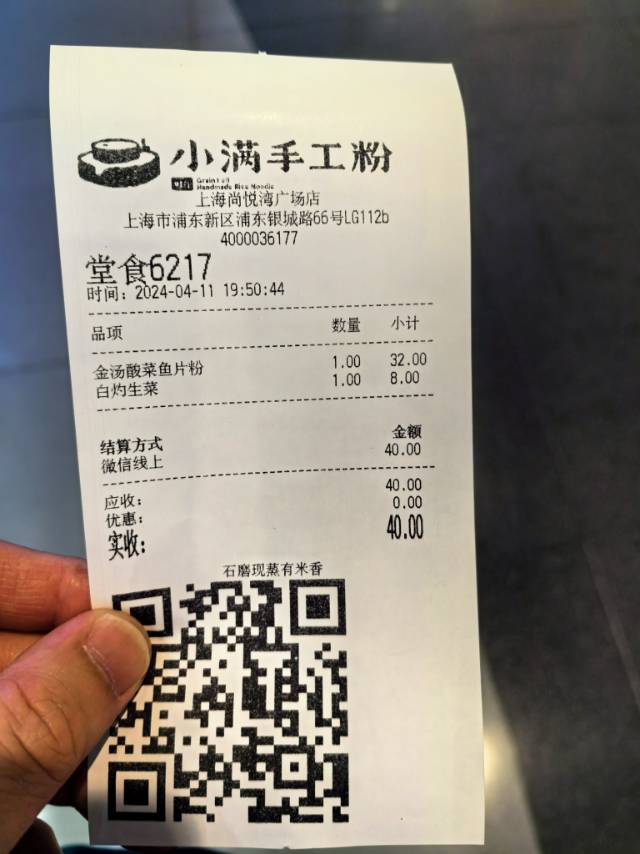 小满手工粉
Handmade Rice Noodle
上海尚悦湾广场店
上海市浦东新区浦东银城路66号LG112b
4000036177
堂食6217
时间：2024-04-11 19:50:44
品项 数量 小计
金汤酸菜鱼片粉 1.00 32.00
白灼生菜 1.00 8.00
结算方式 金额
微信线上 40.00
应收： 40.00
优惠： 0.00
实收： 40.00
石磨现蒸有米香